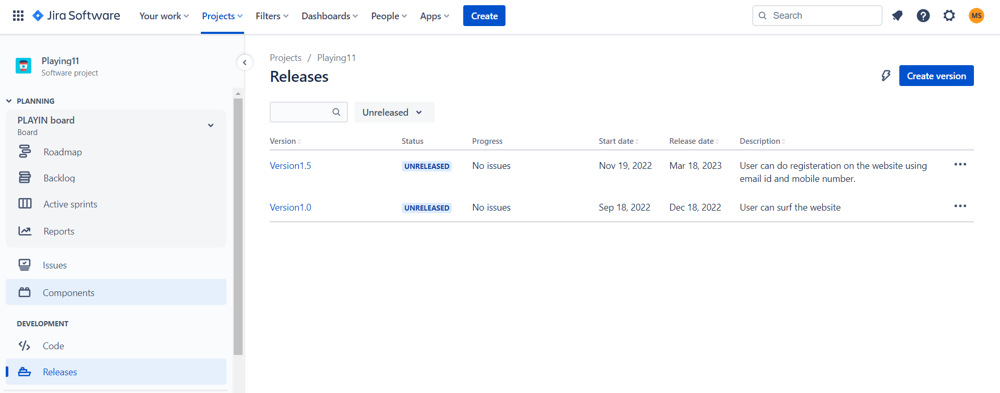 Jira Software Your work Projects Filters Dashboards People Apps Create Search MS
Playing11
Software project
PLANNING
PLAYIN board
Board
Roadmap
Backlog
Active sprints
Reports
Issues
Components
DEVELOPMENT
Code
Releases
Projects / Playing11
Releases
Create version
Unreleased
Version Status Progress Start date Release date Description
Version1.5 UNRELEASED No issues Nov 19, 2022 Mar 18, 2023 User can do registeration on the website using
email id and mobile number.
Version1.0 UNRELEASED No issues Sep 18, 2022 Dec 18, 2022 User can surf the website